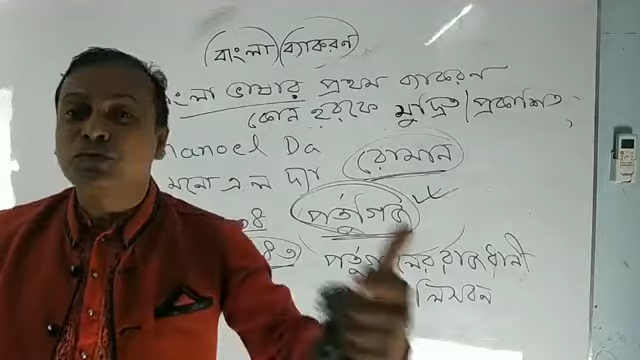 (বাংলা) (ব্যাকরণ)
বাংলা ভাষার প্রথম ব্যাকরণ
কোন হরফে মুদ্রিত/প্রকাশিত;
manoel Da রোমান
মনোএল দ্য
পর্তুগিজ
পর্তুগালের রাজধানী
লিসবন